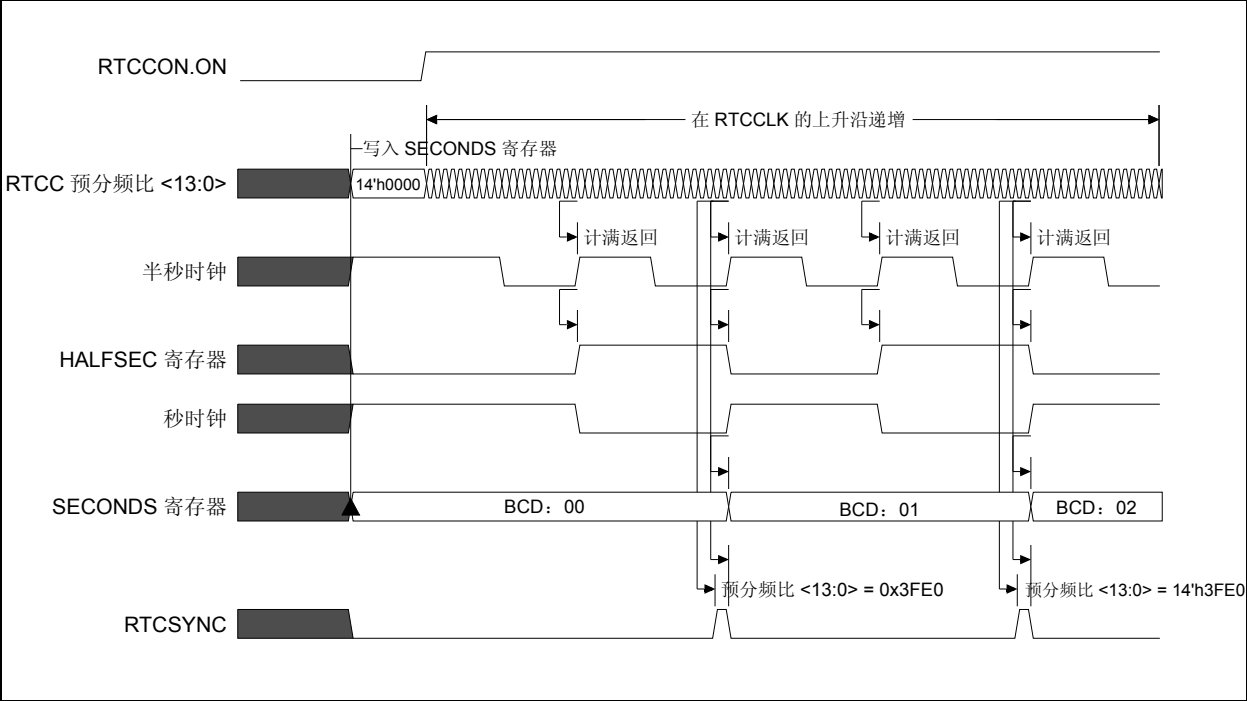 RTCCON.ON
在 RTCCLK 的上升沿递增
写入 SECONDS 寄存器
RTCC 预分频比 <13:0>
14'h0000
计满返回
计满返回
计满返回
计满返回
半秒时钟
HALFSEC 寄存器
秒时钟
SECONDS 寄存器
BCD：00
BCD：01
BCD：02
预分频比 <13:0> = 0x3FE0
预分频比 <13:0> = 14'h3FE0
RTCSYNC